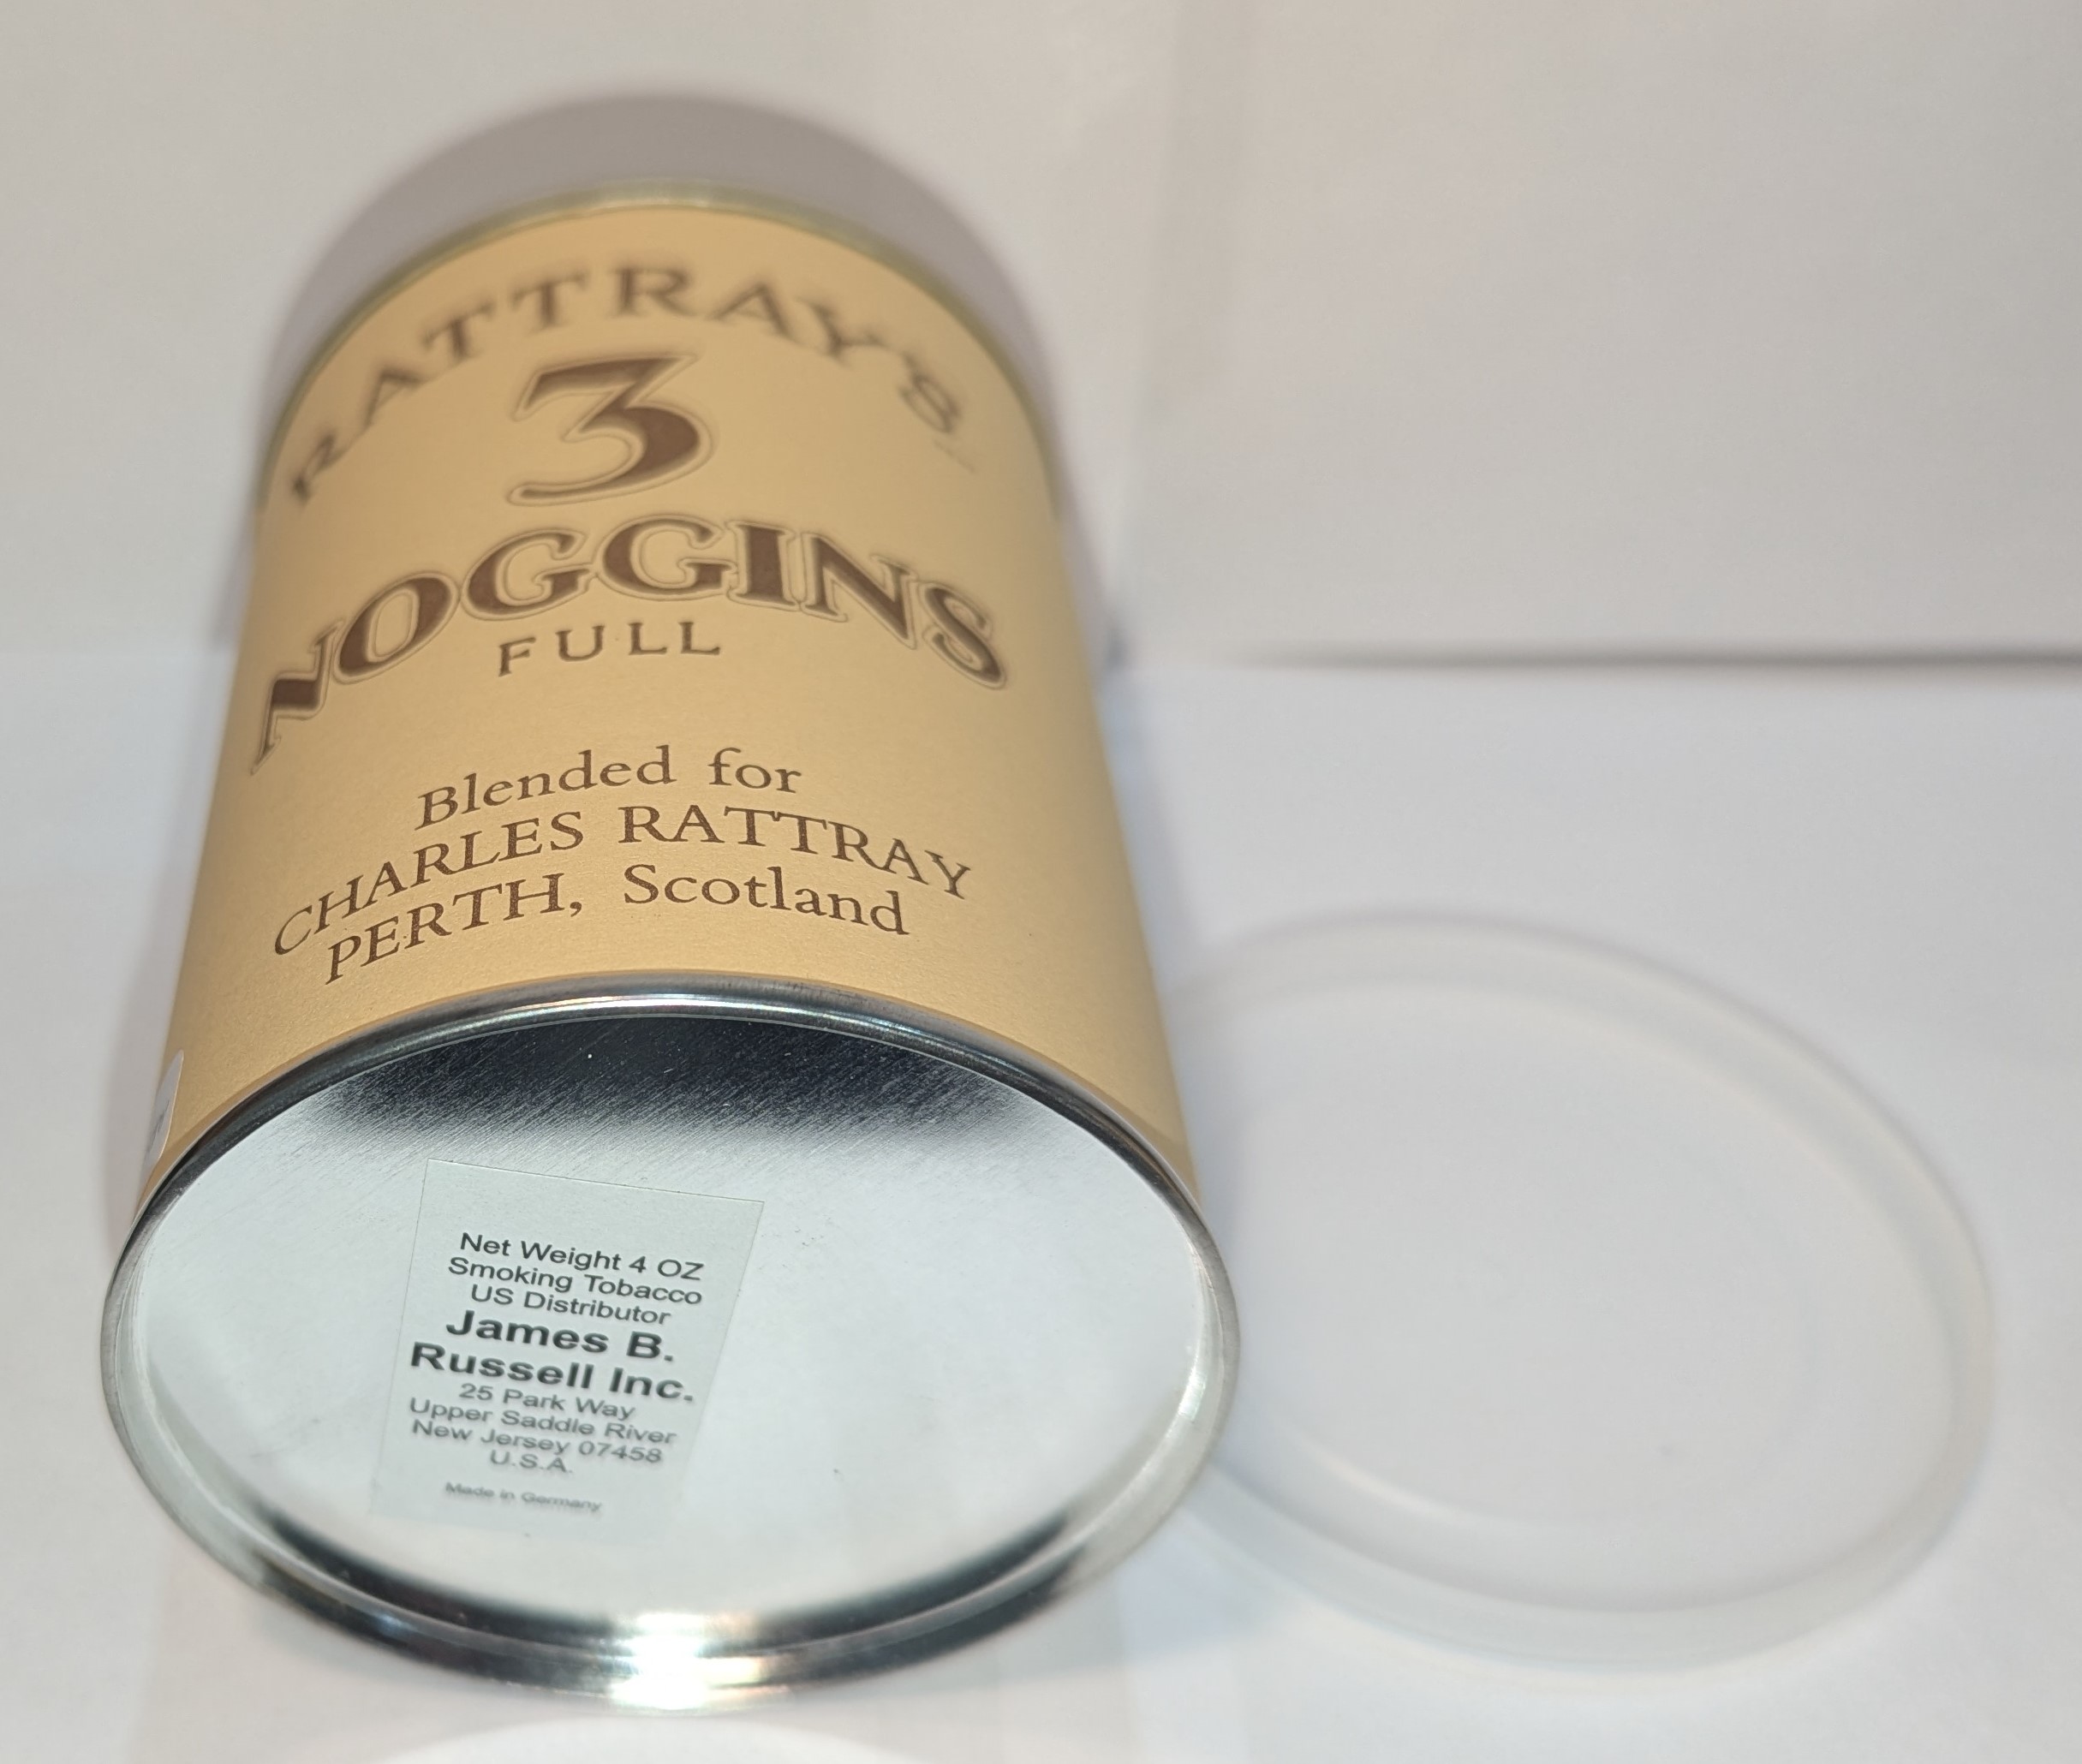 RATTRAY'S
3
NOGGINS
FULL
Blended for
CHARLES RATTRAY
PERTH, Scotland
Net Weight 4 OZ
Smoking Tobacco
US Distributor
James B.
Russell Inc.
25 Park Way
Upper Saddle River
New Jersey 07458
U.S.A.
Made in Germany